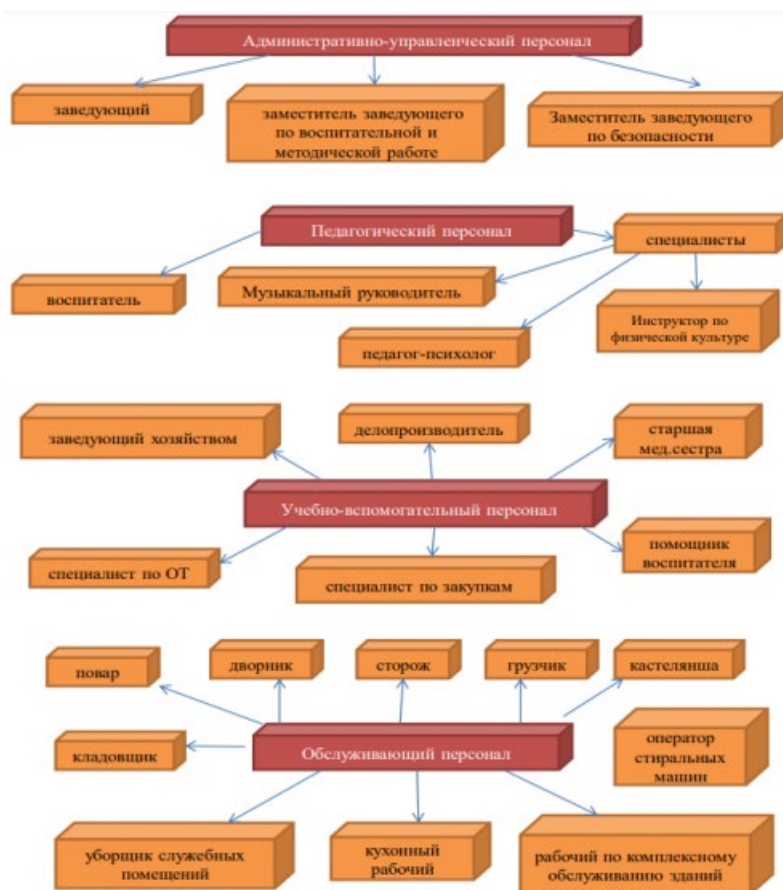 Административно-управленческий персонал
заведующий
заместитель заведующего
по воспитательной и
методической работе
Заместитель заведующего
по безопасности
Педагогический персонал
специалисты
воспитатель
Музыкальный руководитель
Инструктор по
физической культуре
педагог-психолог
заведующий хозяйством
делопроизводитель
старшая
мед.сестра
Учебно-вспомогательный персонал
специалист по ОТ
специалист по закупкам
помощник
воспитателя
повар
дворник
сторож
грузчик
кастелянша
кладовщик
Обслуживающий персонал
оператор
стиральных
машин
уборщик служебных
помещений
кухонный
рабочий
рабочий по комплексному
обслуживанию зданий